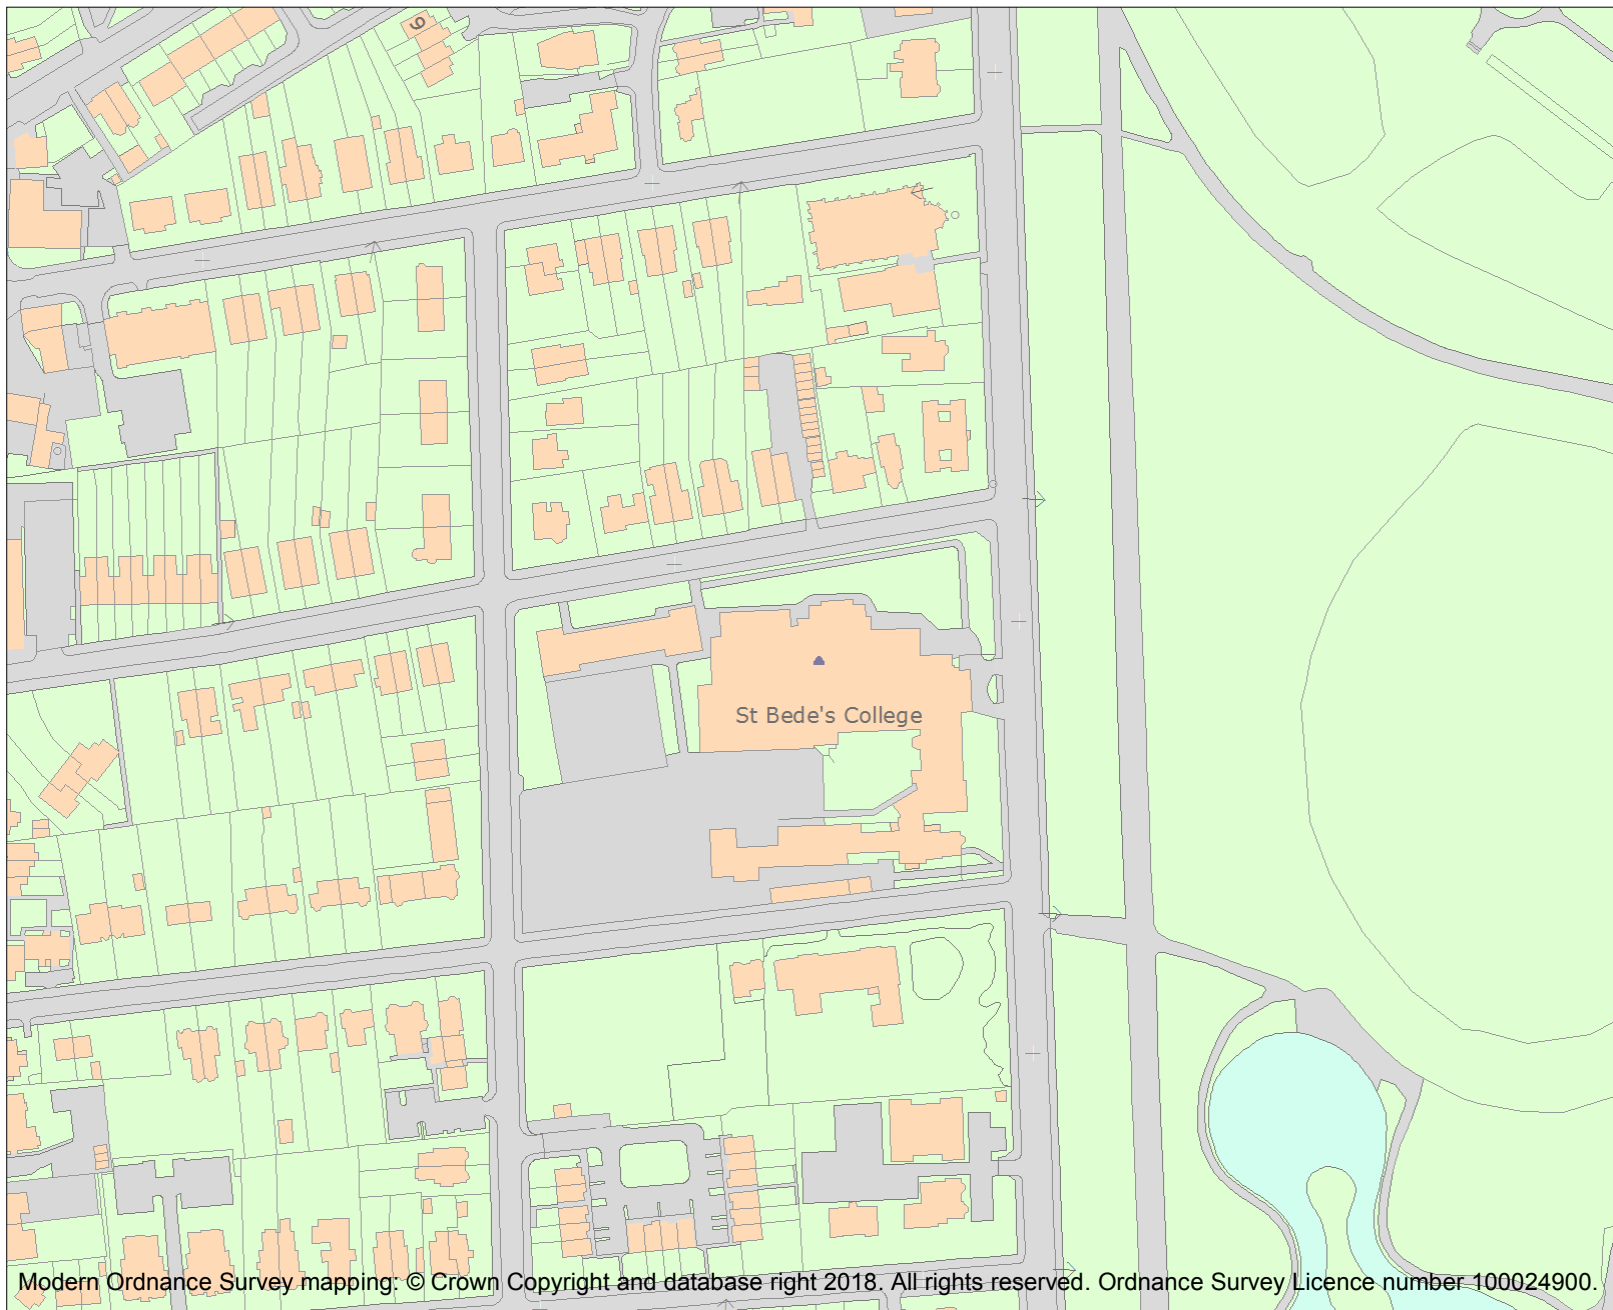 9
St Bede's College
Modern Ordnance Survey mapping: © Crown Copyright and database right 2018. All rights reserved. Ordnance Survey Licence number 100024900.